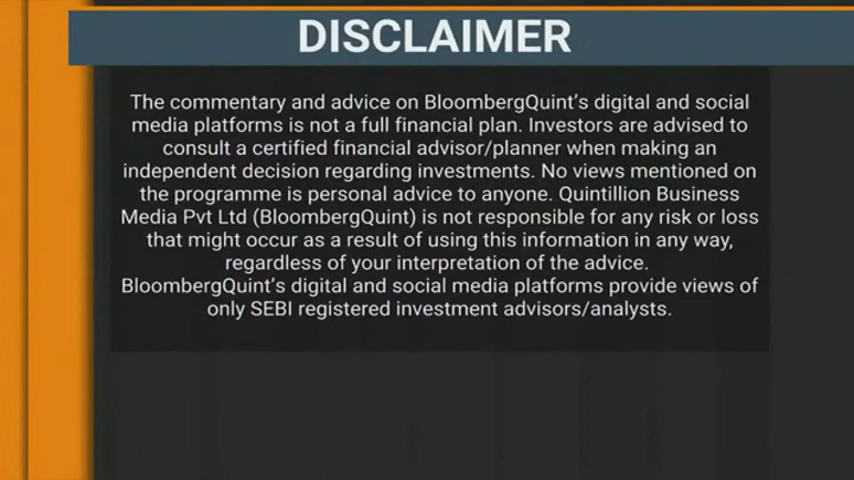 DISCLAIMER
The commentary and advice on BloombergQuint's digital and social
media platforms is not a full financial plan. Investors are advised to
consult a certified financial advisor/planner when making an
independent decision regarding investments. No views mentioned on
the programme is personal advice to anyone. Quintillion Business
Media Pvt Ltd (BloombergQuint) is not responsible for any risk or loss
that might occur as a result of using this information in any way,
regardless of your interpretation of the advice.
BloombergQuint's digital and social media platforms provide views of
only SEBI registered investment advisors/analysts.